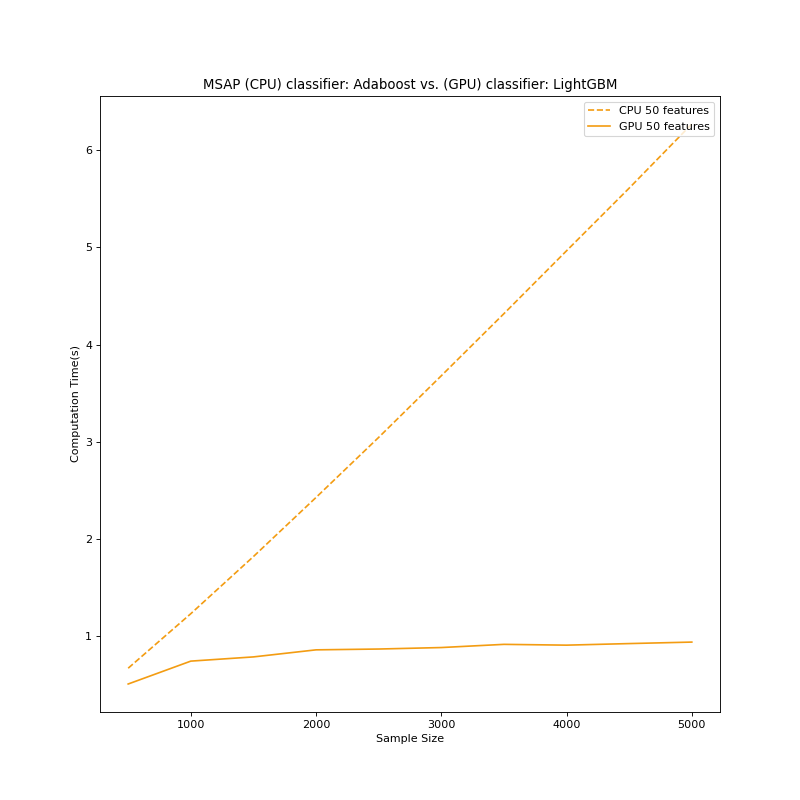 MSAP (CPU) classifier: Adaboost vs. (GPU) classifier: LightGBM
CPU 50 features
GPU 50 features
6
5
4
3
2
1
Computation Time(s)
1000 2000 3000 4000 5000
Sample Size